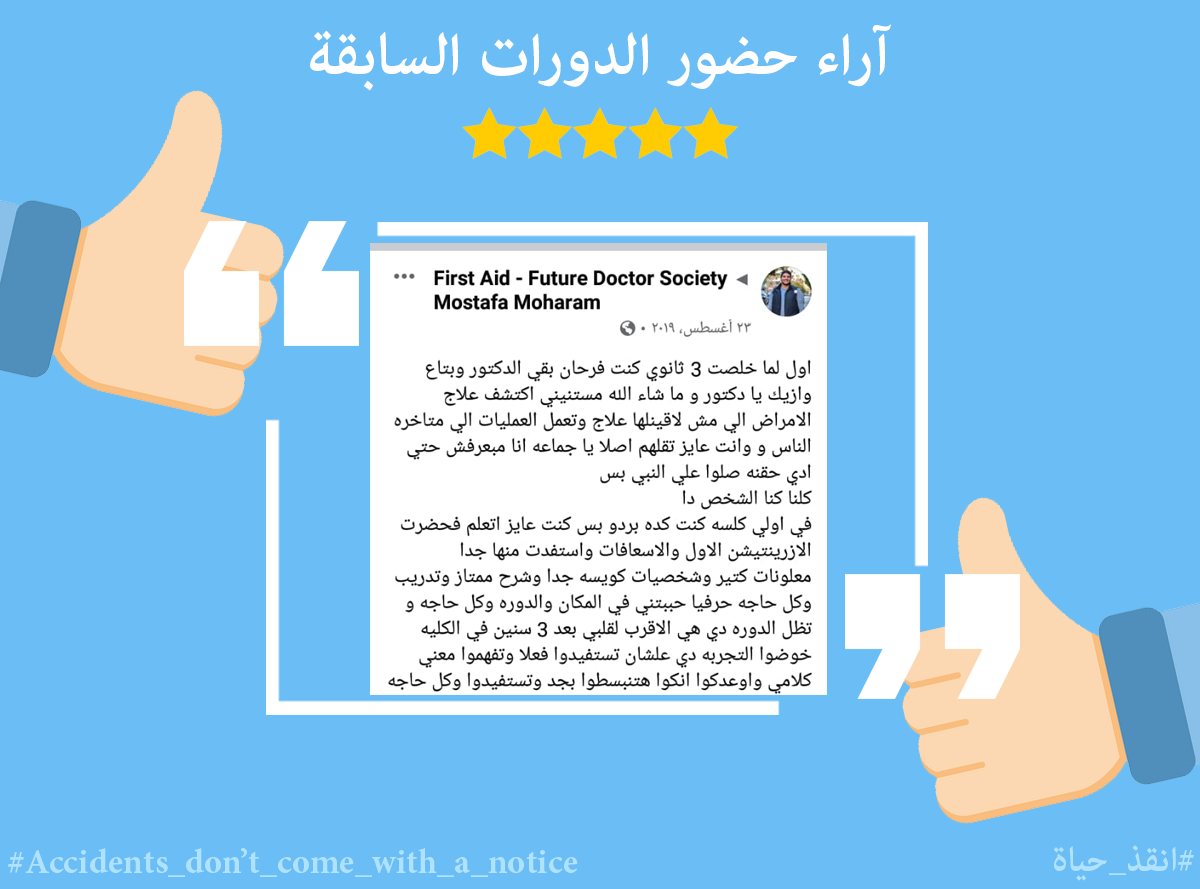 آراء حضور الدورات السابقة
First Aid - Future Doctor Society ◀
Mostafa Moharam
٢٣ أغسطس، ٢٠١٩ •
اول لما خلصت 3 ثانوي كنت فرحان بقي الدكتور وبتاع
وازيك يا دكتور و ما شاء الله مستنيني اكتشف علاج
الامراض الي مش لاقينلها علاج وتعمل العمليات الي متاخره
الناس و وانت عايز تقلهم اصلا يا جماعه انا مبعرفش حتي
ادي حقنه صلوا علي النبي بس
كلنا كنا الشخص دا
في اولي كلسه كنت كده بردو بس كنت عايز اتعلم فحضرت
الازرينتيشن الاول والاسعافات واستفدت منها جدا
معلونات كتير وشخصيات كويسه جدا وشرح ممتاز وتدريب
وكل حاجه حرفيا حببتني في المكان والدوره وكل حاجه و
تظل الدوره دي هي الاقرب لقلبي بعد 3 سنين في الكليه
خوضوا التجربه دي علشان تستفيدوا فعلا وتفهموا معني
كلامي واوعدكوا انكوا هتنبسطوا بجد وتستفيدوا وكل حاجه
#Accidents_don’t_come_with_a_notice
#انقذ_حياة